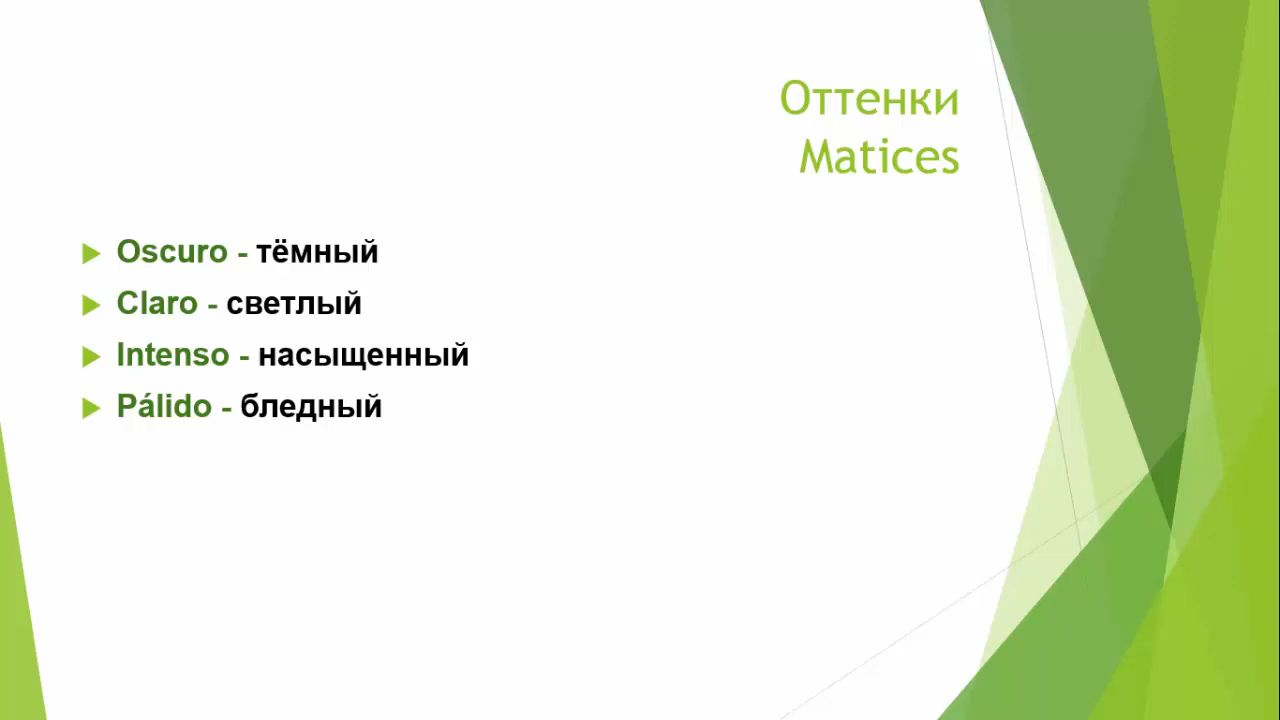 Оттенки
Matices
Oscuro - тёмный
Claro - светлый
Intenso - насыщенный
Pálido - бледный